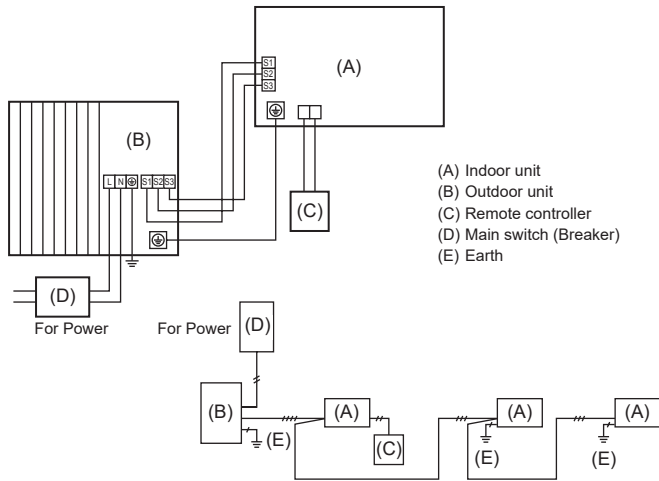 S1
S2
S3
(A)
(B)
L N S1 S2 S3
(C)
(D)
For Power
(A) Indoor unit
(B) Outdoor unit
(C) Remote controller
(D) Main switch (Breaker)
(E) Earth
For Power (D)
(B)
(E)
(A)
(C)
(A)
(E)
(A)
(E)